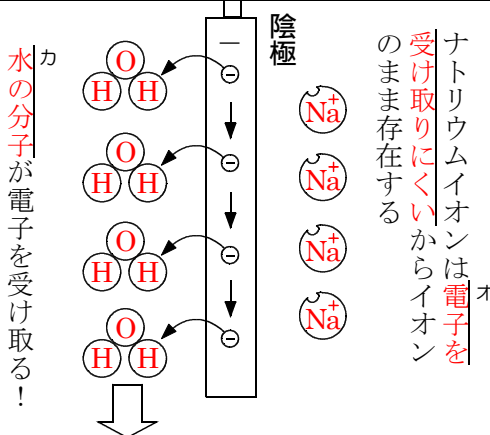 ナトリウムイオンは電子を
オ
受け取りにくいからイオン
のまま存在する
陰極
−
Na+
Na+
Na+
Na+
−
−
−
−
O
H H
O
H H
O
H H
O
H H
カ
水の分子が電子を受け取る！